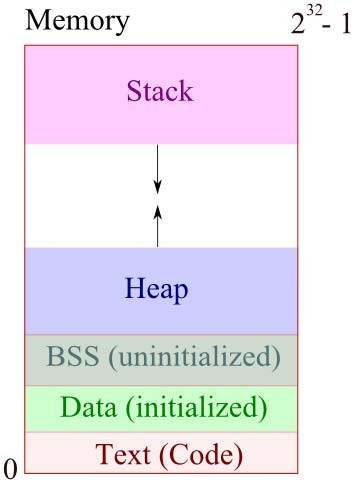 Memory
2^32 - 1
Stack
Heap
BSS (uninitialized)
Data (initialized)
Text (Code)
0